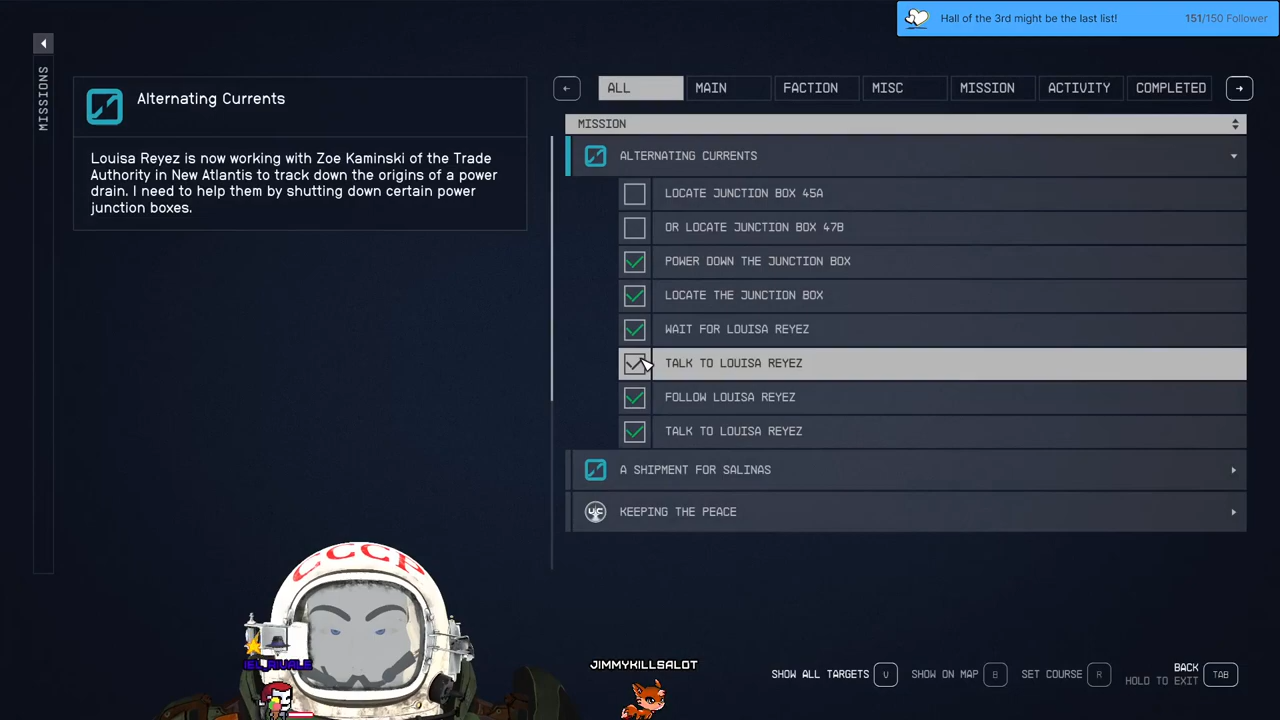 Hall of the 3rd might be the last list!
151/150 Follower
MISSIONS
Alternating Currents
Louisa Reyez is now working with Zoe Kaminski of the Trade
Authority in New Atlantis to track down the origins of a power
drain. I need to help them by shutting down certain power
junction boxes.
ALL
MAIN
FACTION
MISC
MISSION
ACTIVITY
COMPLETED
MISSION
ALTERNATING CURRENTS
LOCATE JUNCTION BOX 45A
OR LOCATE JUNCTION BOX 47B
POWER DOWN THE JUNCTION BOX
LOCATE THE JUNCTION BOX
WAIT FOR LOUISA REYEZ
TALK TO LOUISA REYEZ
FOLLOW LOUISA REYEZ
TALK TO LOUISA REYEZ
A SHIPMENT FOR SALINAS
UC
KEEPING THE PEACE
CCCP
JIMMYKILLSALOT
SHOW ALL TARGETS V
SHOW ON MAP B
SET COURSE R
BACK
HOLD TO EXIT TAB